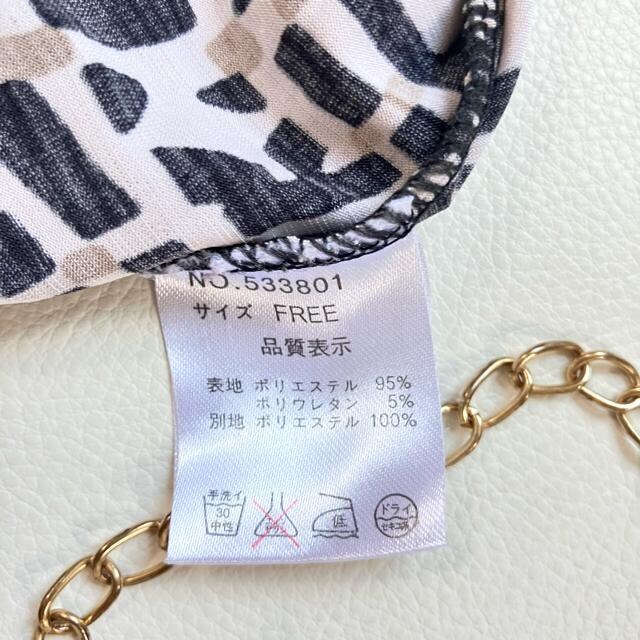 NO.533801
サイズ FREE
品質表示
表地 ポリエステル 95%
ポリウレタン 5%
別地 ポリエステル 100%
手洗イ
30
中性
低
ドライ
セキユ系